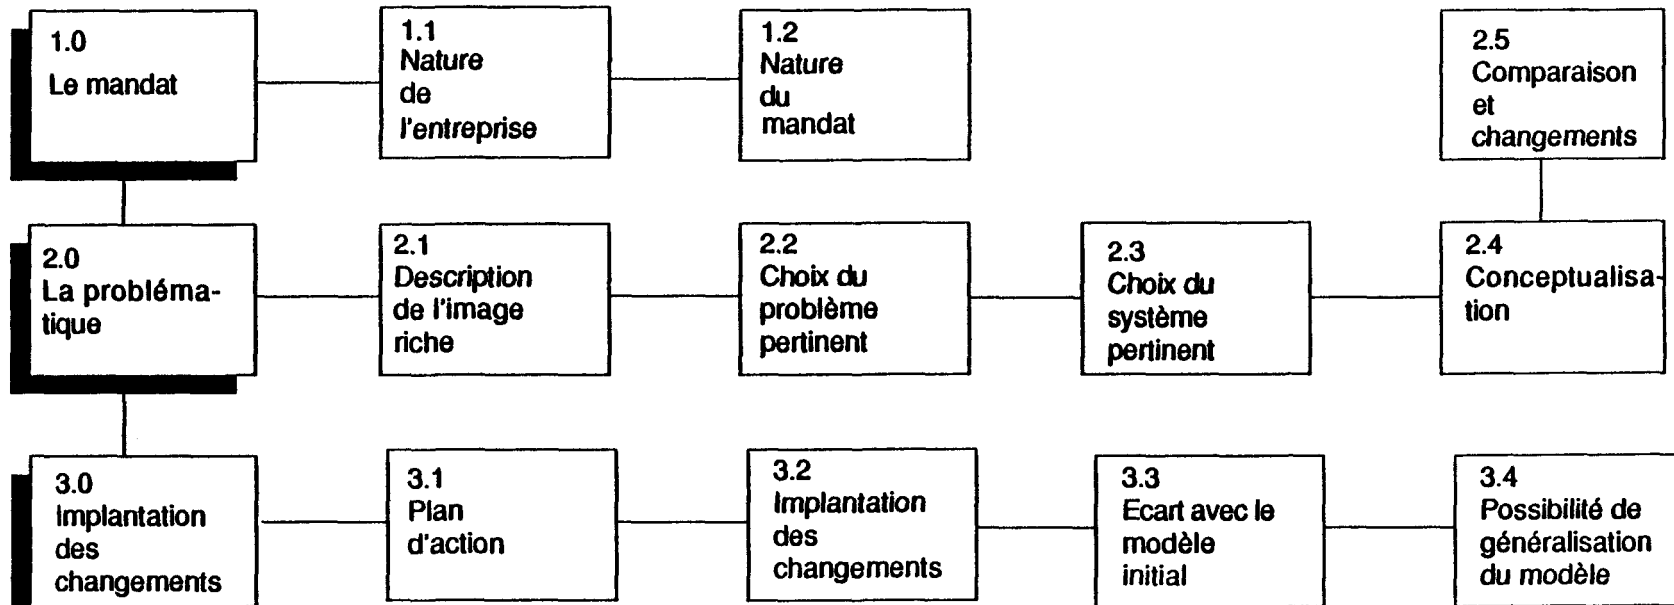 1.0
Le mandat
1.1
Nature
de
l'entreprise
1.2
Nature
du
mandat
2.5
Comparaison
et
changements
2.0
La probléma-
tique
2.1
Description
de l'image
riche
2.2
Choix du
problème
pertinent
2.3
Choix du
système
pertinent
2.4
Conceptualisa-
tion
3.0
Implantation
des
changements
3.1
Plan
d'action
3.2
Implantation
des
changements
3.3
Ecart avec le
modèle
initial
3.4
Possibilité de
généralisation
du modèle